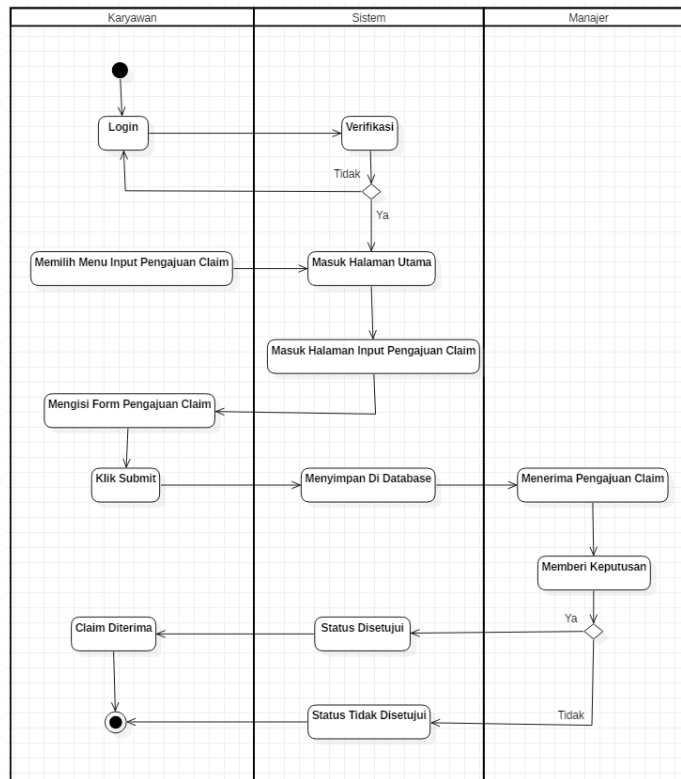 Karyawan
Sistem
Manajer
Login
Verifikasi
Tidak
Ya
Memilih Menu Input Pengajuan Claim
Masuk Halaman Utama
Masuk Halaman Input Pengajuan Claim
Mengisi Form Pengajuan Claim
Klik Submit
Menyimpan Di Database
Menerima Pengajuan Claim
Memberi Keputusan
Ya
Claim Diterima
Status Disetujui
Status Tidak Disetujui
Tidak